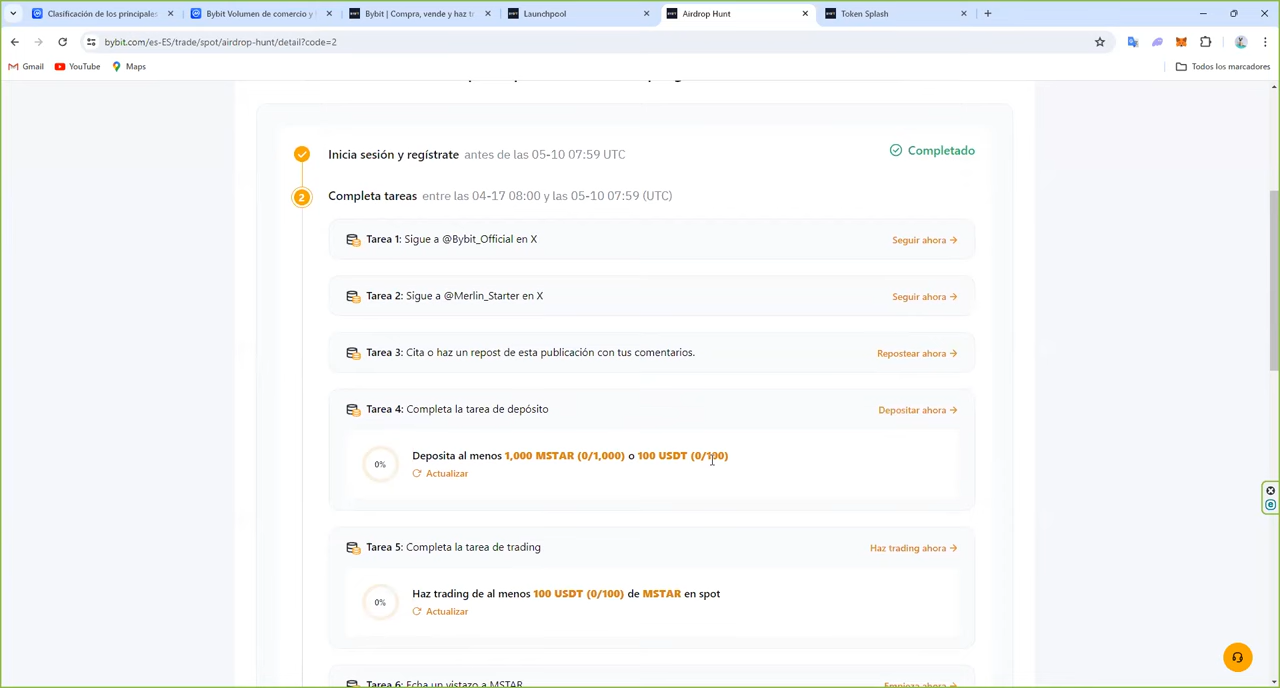 Clasificación de los principales
Bybit Volumen de comercio y
Bybit | Compra, vende y haz t
Launchpool
Airdrop Hunt
Token Splash
bybit.com/es-ES/trade/spot/airdrop-hunt/detail?code=2
Gmail
YouTube
Maps
Todos los marcadores
Inicia sesión y regístrate antes de las 05-10 07:59 UTC
Completado
2
Completa tareas entre las 04-17 08:00 y las 05-10 07:59 (UTC)
Tarea 1: Sigue a @Bybit_Official en X
Seguir ahora →
Tarea 2: Sigue a @Merlin_Starter en X
Seguir ahora →
Tarea 3: Cita o haz un repost de esta publicación con tus comentarios.
Repostear ahora →
Tarea 4: Completa la tarea de depósito
Depositar ahora →
0%
Deposita al menos 1,000 MSTAR (0/1,000) o 100 USDT (0/100)
Actualizar
Tarea 5: Completa la tarea de trading
Haz trading ahora →
0%
Haz trading de al menos 100 USDT (0/100) de MSTAR en spot
Actualizar
Tarea 6: Echa un vistazo a MSTAR
Empieza ahora →